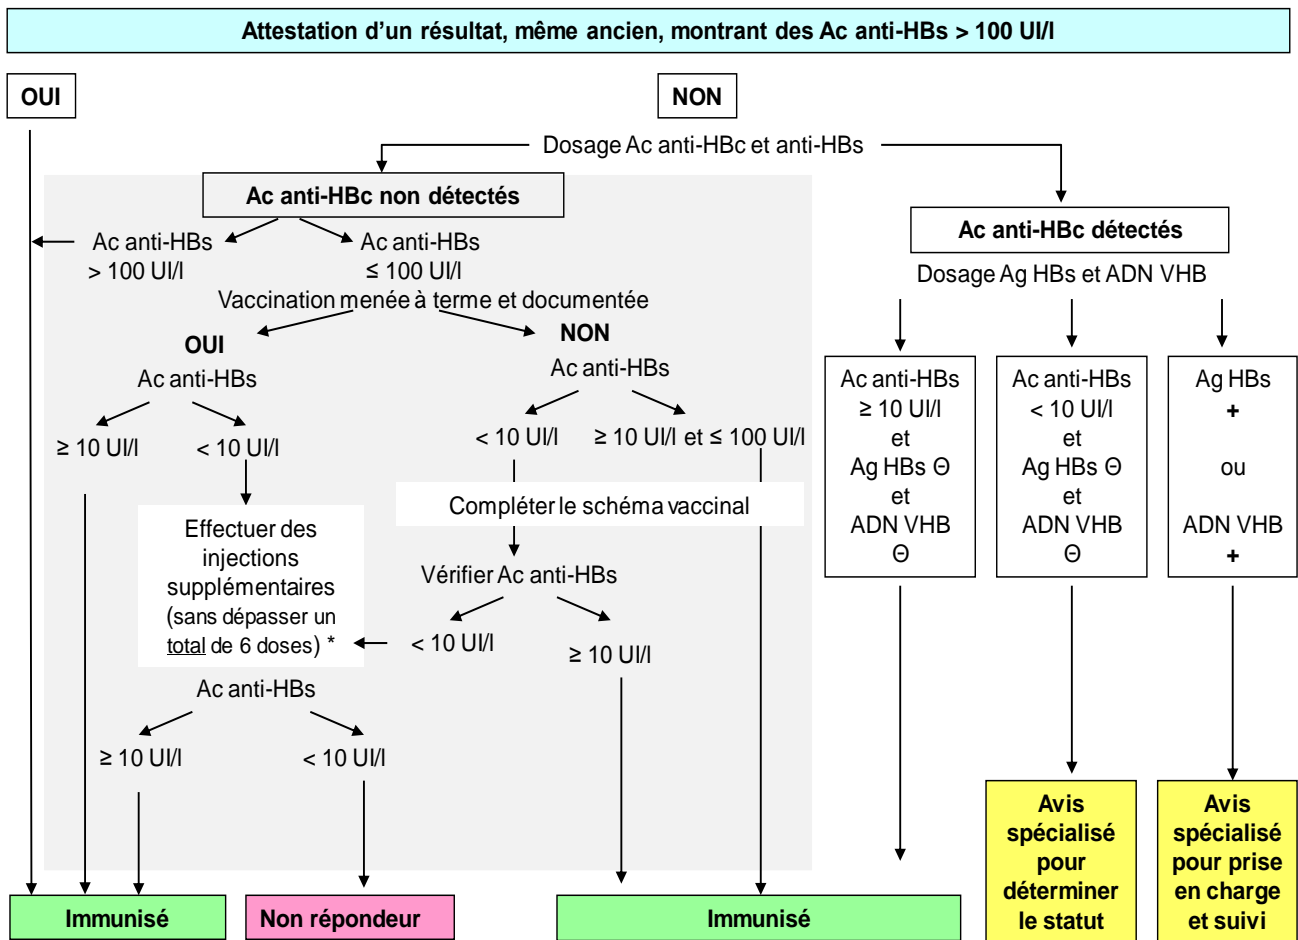 Attestation d’un résultat, même ancien, montrant des Ac anti-HBs > 100 UI/l
OUI
NON
Dosage Ac anti-HBc et anti-HBs
Ac anti-HBc non détectés
Ac anti-HBs
> 100 UI/l
Ac anti-HBs
≤ 100 UI/l
Vaccination menée à terme et documentée
OUI
Ac anti-HBs
≥ 10 UI/l
< 10 UI/l
Effectuer des
injections
supplémentaires
(sans dépasser un
total de 6 doses) *
Ac anti-HBs
≥ 10 UI/l
< 10 UI/l
NON
Ac anti-HBs
< 10 UI/l
≥ 10 UI/l et ≤ 100 UI/l
Compléter le schéma vaccinal
Vérifier Ac anti-HBs
< 10 UI/l
≥ 10 UI/l
Ac anti-HBc détectés
Dosage Ag HBs et ADN VHB
Ac anti-HBs
≥ 10 UI/l
et
Ag HBs Θ
et
ADN VHB
Θ
Ac anti-HBs
< 10 UI/l
et
Ag HBs Θ
et
ADN VHB
Θ
Ag HBs
+
ou
ADN VHB
+
Immunisé
Non répondeur
Immunisé
Avis
spécialisé
pour
déterminer
le statut
Avis
spécialisé
pour prise
en charge
et suivi